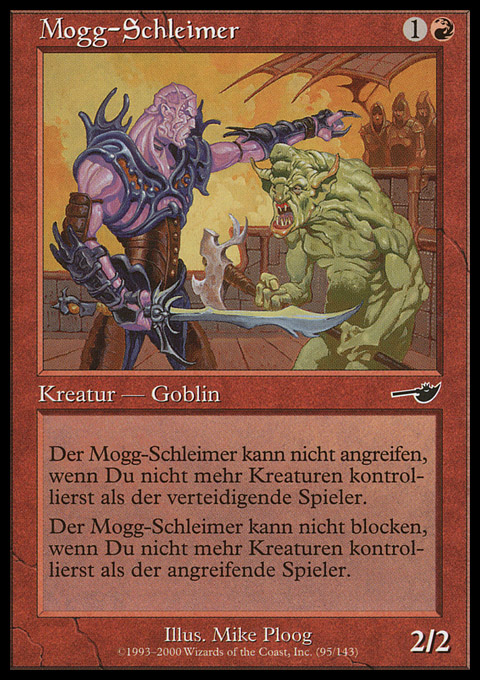 Mogg-Schleimer
1
Kreatur — Goblin
Der Mogg-Schleimer kann nicht angreifen,
wenn Du nicht mehr Kreaturen kontrol-
lierst als der verteidigende Spieler.
Der Mogg-Schleimer kann nicht blocken,
wenn Du nicht mehr Kreaturen kontrol-
lierst als der angreifende Spieler.
Illus. Mike Ploog
©1993–2000 Wizards of the Coast, Inc. (95/143)
2/2